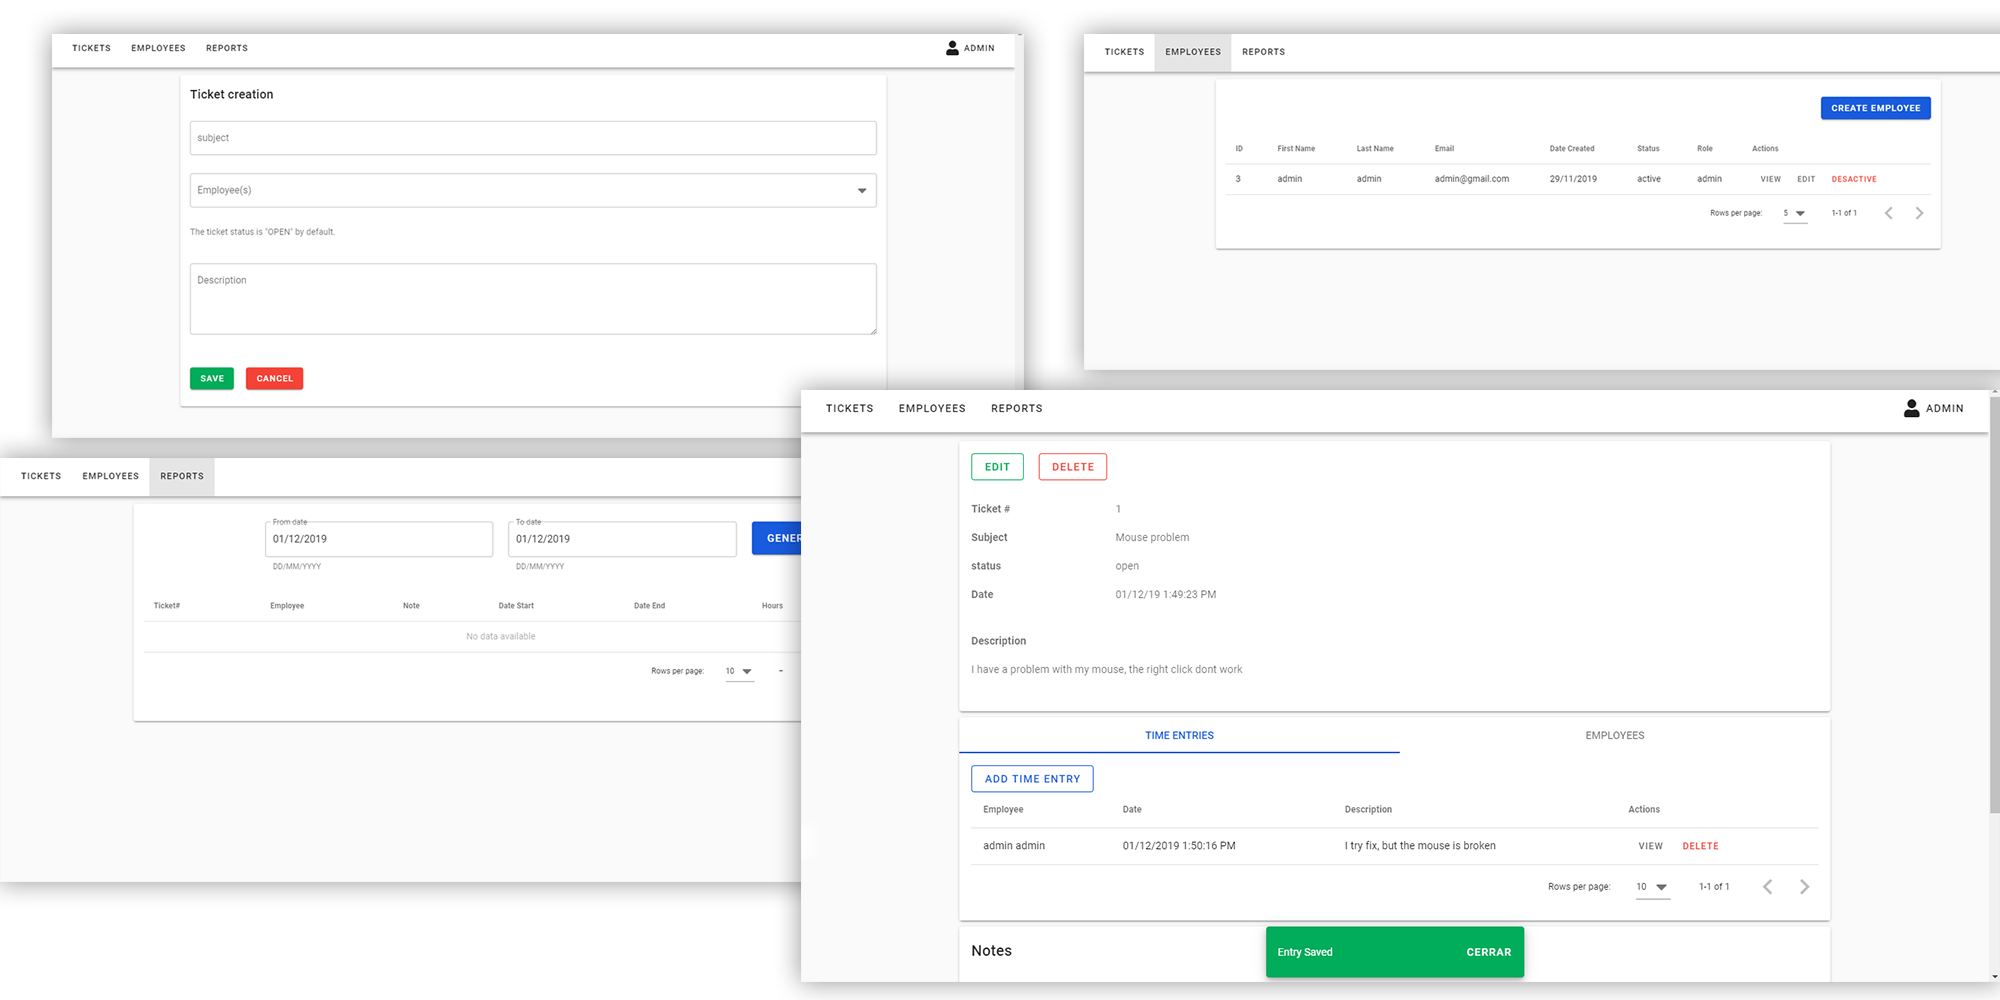 TICKETS EMPLOYEES REPORTS ADMIN
Ticket creation
subject
Employee(s)
The ticket status is "OPEN" by default.
Description
SAVE CANCEL
TICKETS EMPLOYEES REPORTS
CREATE EMPLOYEE
ID First Name Last Name Email Date Created Status Role Actions
3 admin admin admin@gmail.com 29/11/2019 active admin VIEW EDIT DESACTIVE
Rows per page: 5 1-1 of 1
TICKETS EMPLOYEES REPORTS
From date To date
01/12/2019 01/12/2019 GENER
DD/MM/YYYY DD/MM/YYYY
Ticket# Employee Note Date Start Date End Hours
No data available
Rows per page: 10 -
TICKETS EMPLOYEES REPORTS ADMIN
EDIT DELETE
Ticket # 1
Subject Mouse problem
status open
Date 01/12/19 1:49:23 PM
Description
I have a problem with my mouse, the right click dont work
TIME ENTRIES EMPLOYEES
ADD TIME ENTRY
Employee Date Description Actions
admin admin 01/12/2019 1:50:16 PM I try fix, but the mouse is broken VIEW DELETE
Rows per page: 10 1-1 of 1
Notes
Entry Saved CERRAR